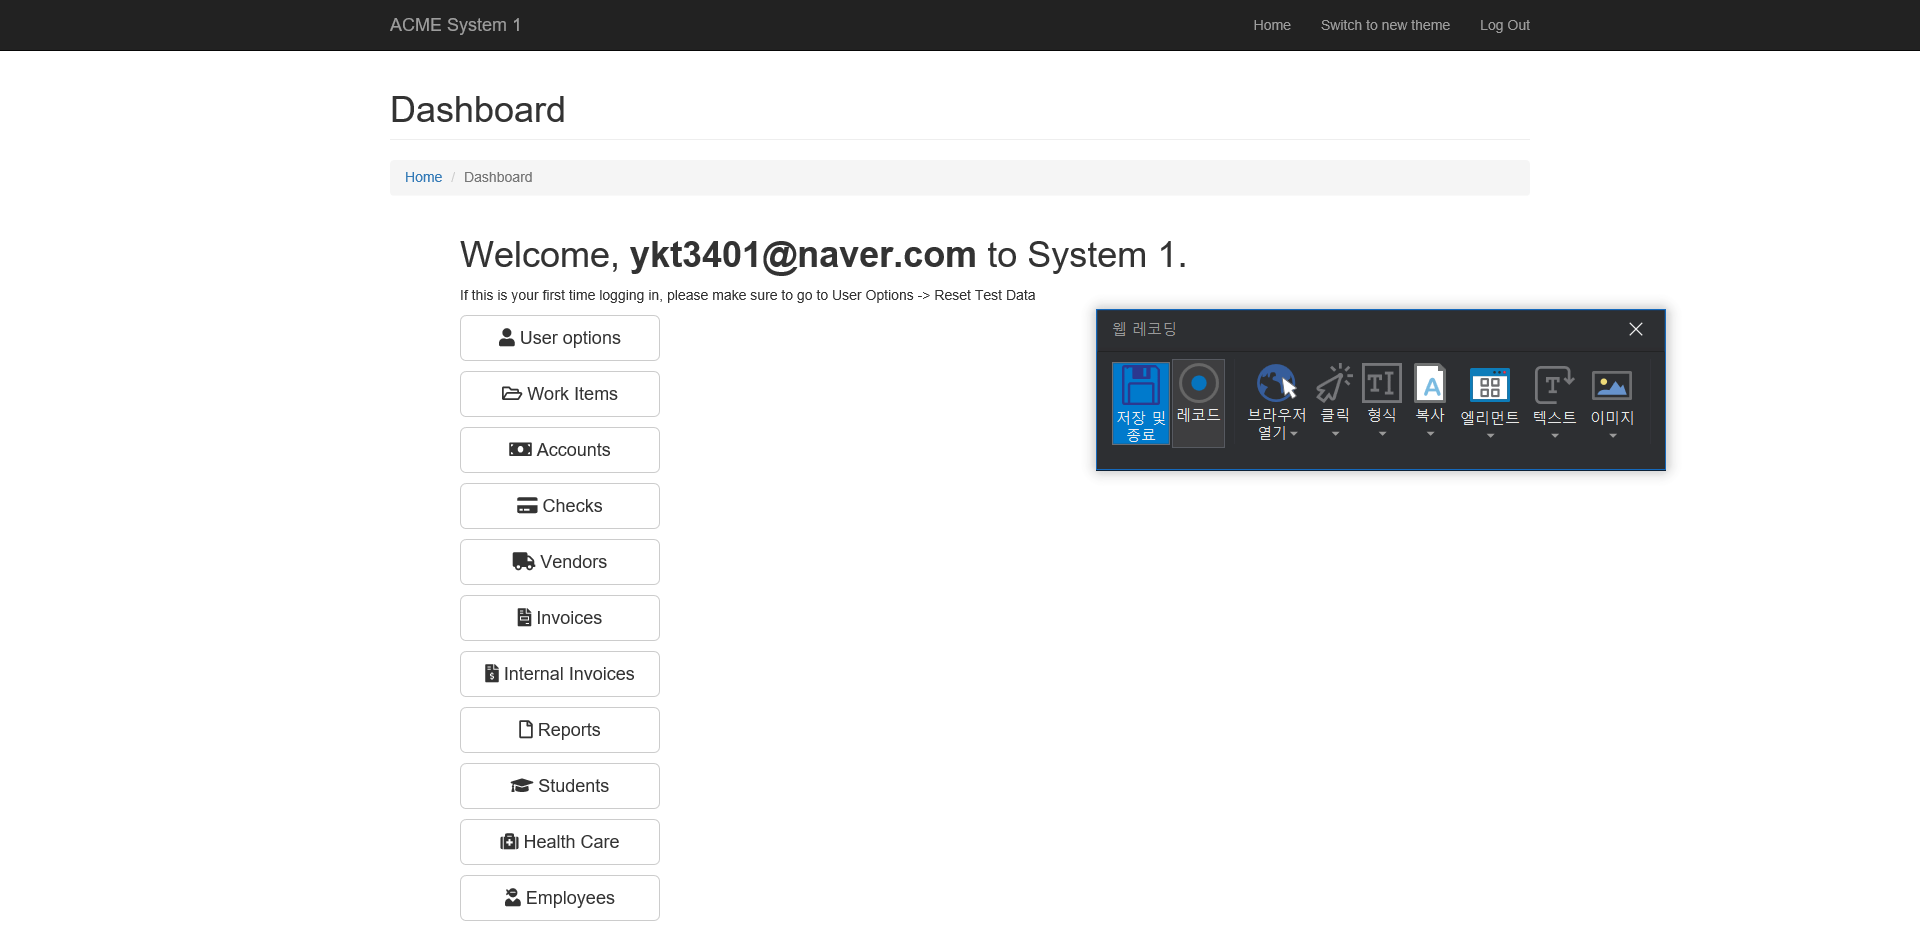 ACME System 1
Home
Switch to new theme
Log Out
Dashboard
Home / Dashboard
Welcome, ykt3401@naver.com to System 1.
If this is your first time logging in, please make sure to go to User Options -> Reset Test Data
User options
Work Items
Accounts
Checks
Vendors
Invoices
Internal Invoices
Reports
Students
Health Care
Employees
웹 레코딩
저장 및
종료
레코드
브라우저
열기
클릭
형식
복사
엘리먼트
텍스트
이미지